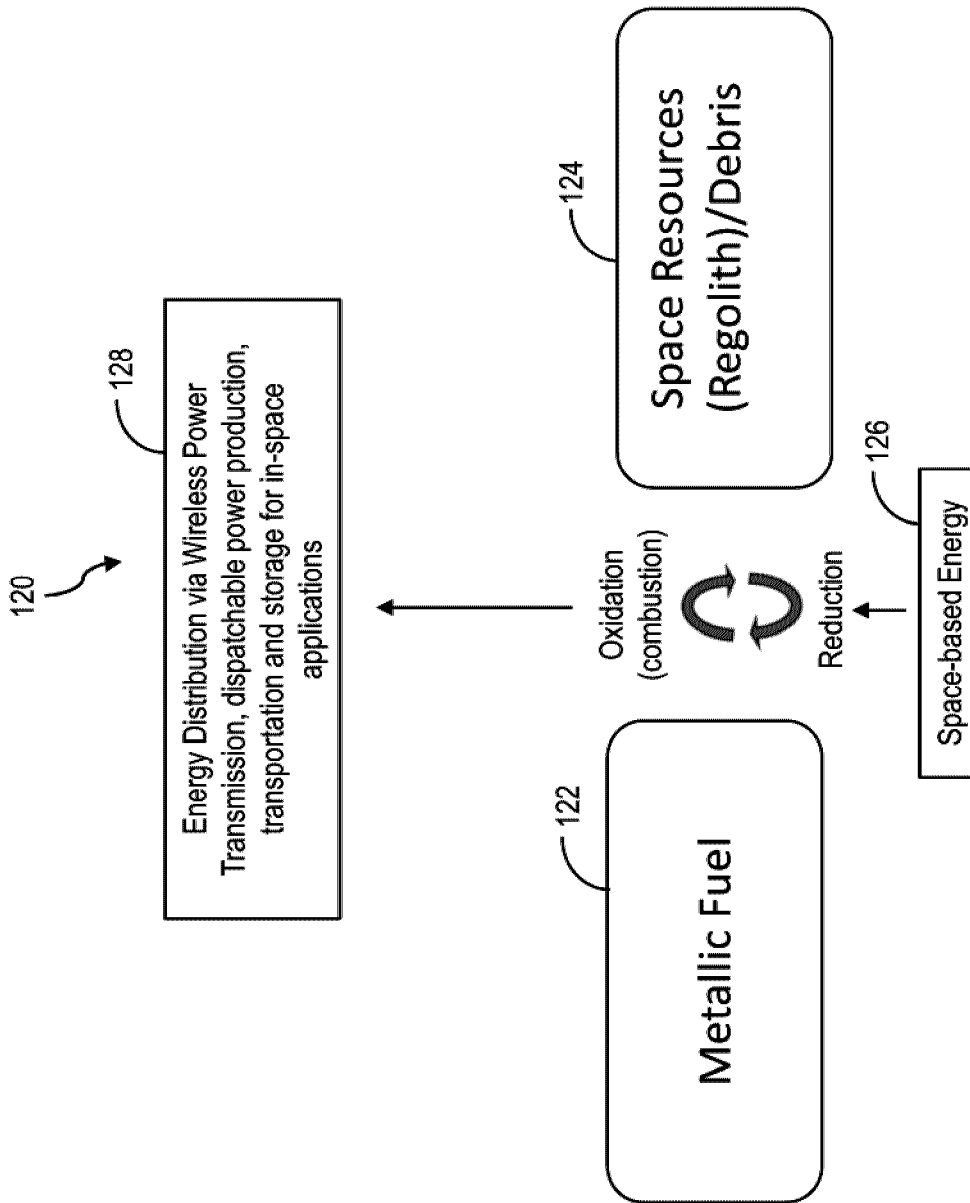 120
128
Energy Distribution via Wireless Power
Transmission, dispatchable power production,
transportation and storage for in-space
applications
122
Metallic Fuel
Oxidation
(combustion)
Reduction
124
Space Resources
(Regolith)/Debris
126
Space-based Energy